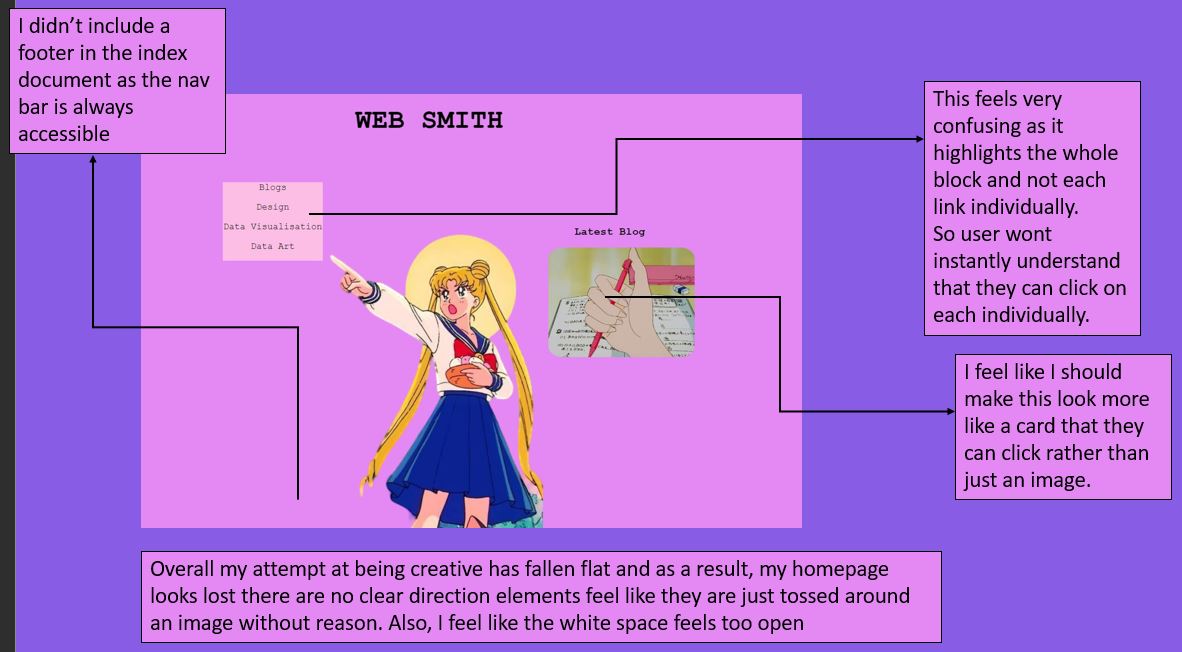 I didn’t include a
footer in the index
document as the nav
bar is always
accessible
WEB SMITH
Blogs
Design
Data Visualisation
Data Art
Latest Blog
This feels very
confusing as it
highlights the whole
block and not each
link individually.
So user wont
instantly understand
that they can click on
each individually.
I feel like I should
make this look more
like a card that they
can click rather than
just an image.
Overall my attempt at being creative has fallen flat and as a result, my homepage
looks lost there are no clear direction elements feel like they are just tossed around
an image without reason. Also, I feel like the white space feels too open